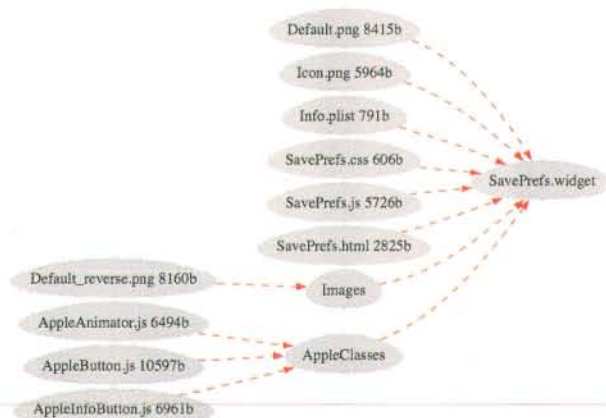 Default.png 8415b
Icon.png 5964b
Info.plist 791b
SavePrefs.css 606b
SavePrefs.widget
SavePrefs.js 5726b
SavePrefs.html 2825b
Default_reverse.png 8160b
Images
AppleAnimator.js 6494b
AppleClasses
AppleButton.js 10597b
AppleInfoButton.js 6961b